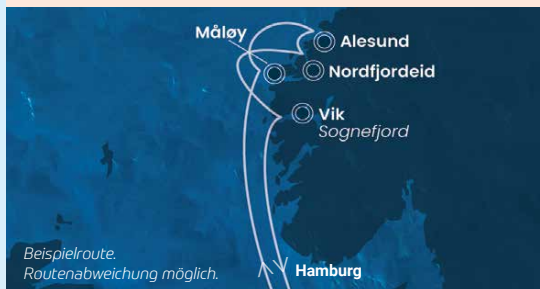 Måløy
Alesund
Nordfjordeid
Vik
Sognefjord
Beispielroute.
Routenabweichung möglich.
Hamburg